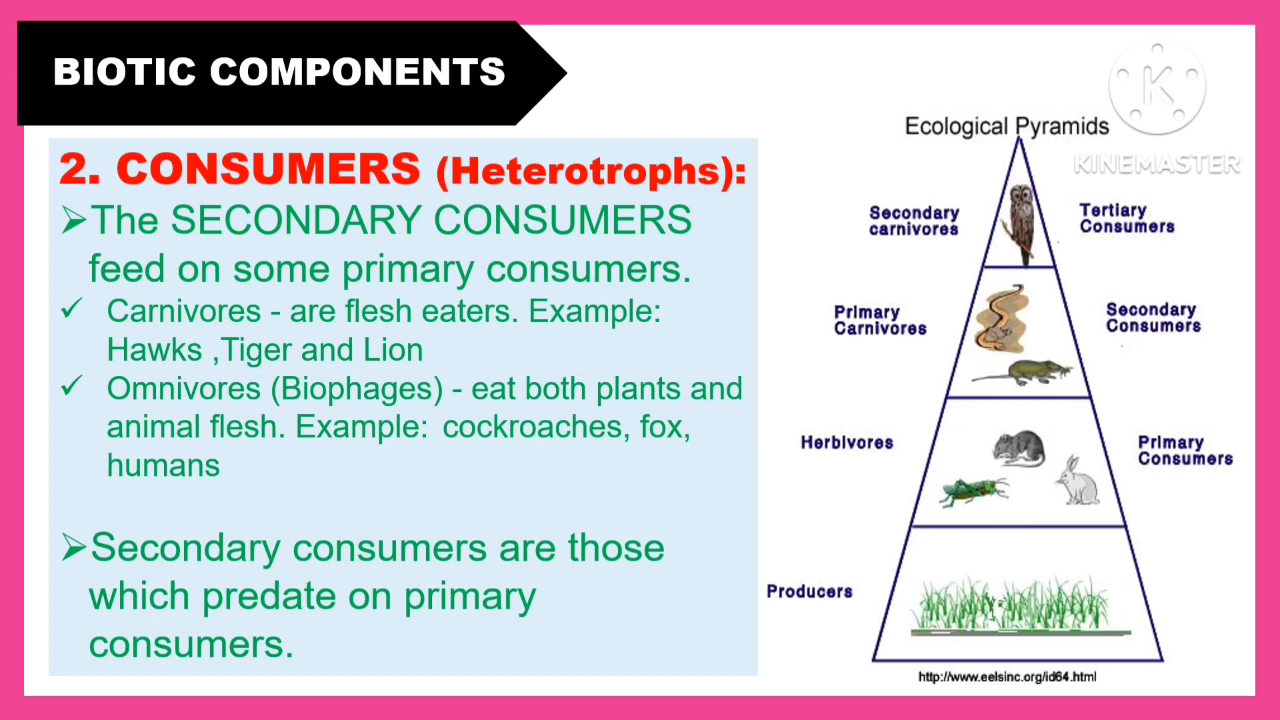 BIOTIC COMPONENTS
2. CONSUMERS (Heterotrophs):
➢The SECONDARY CONSUMERS
feed on some primary consumers.
✓ Carnivores - are flesh eaters. Example:
Hawks ,Tiger and Lion
✓ Omnivores (Biophages) - eat both plants and
animal flesh. Example: cockroaches, fox,
humans
➢Secondary consumers are those
which predate on primary
consumers.
K
KINEMASTER
Ecological Pyramids
Secondary
carnivores
Tertiary
Consumers
Primary
Carnivores
Secondary
Consumers
Herbivores
Primary
Consumers
Producers
http://www.eelsinc.org/id64.html